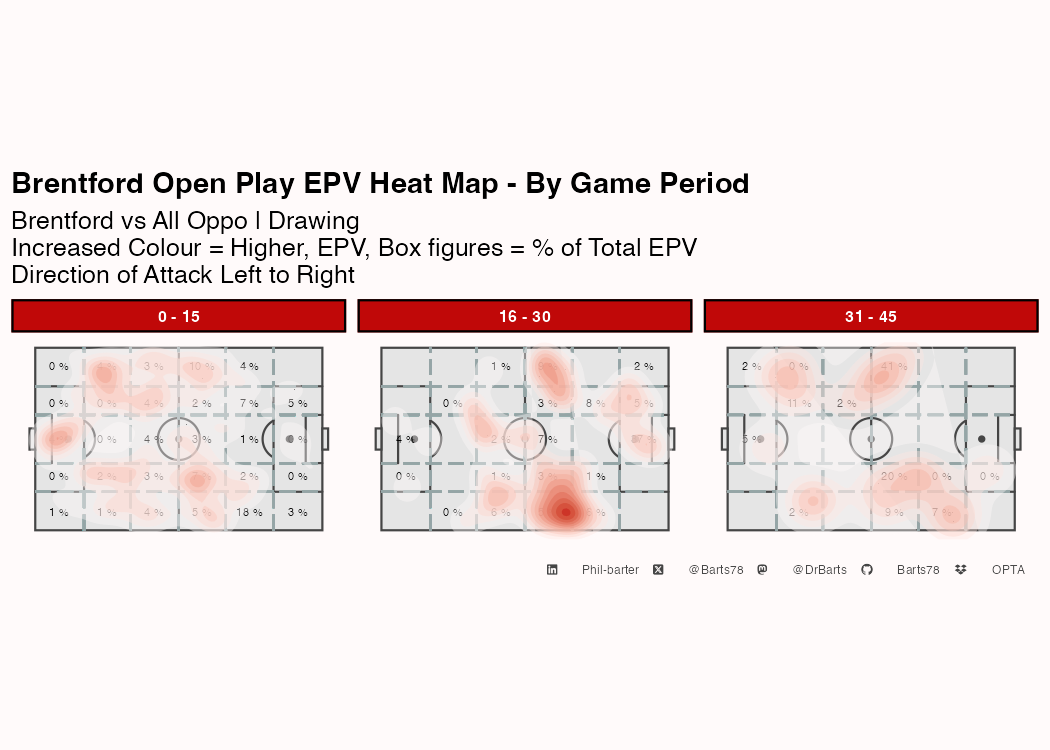 Brentford Open Play EPV Heat Map - By Game Period
Brentford vs All Oppo | Drawing
Increased Colour = Higher, EPV, Box figures = % of Total EPV
Direction of Attack Left to Right
0 - 15 16 - 30 31 - 45
0 % 3 % 10 % 4 % 1 % 2 % 2 % 0 % 41 %
0 % 0 % 4 % 2 % 7 % 5 % 0 % 3 % 8 % 5 % 11 % 2 %
0 % 4 % 3 % 1 % 4 % 2 % 7 % 5 %
0 % 2 % 3 % 2 % 0 % 0 % 1 % 1 % 20 % 0 % 0 %
1 % 1 % 4 % 5 % 18 % 3 % 0 % 6 % 2 % 9 % 7 %
Phil-barter @Barts78 @DrBarts Barts78 OPTA